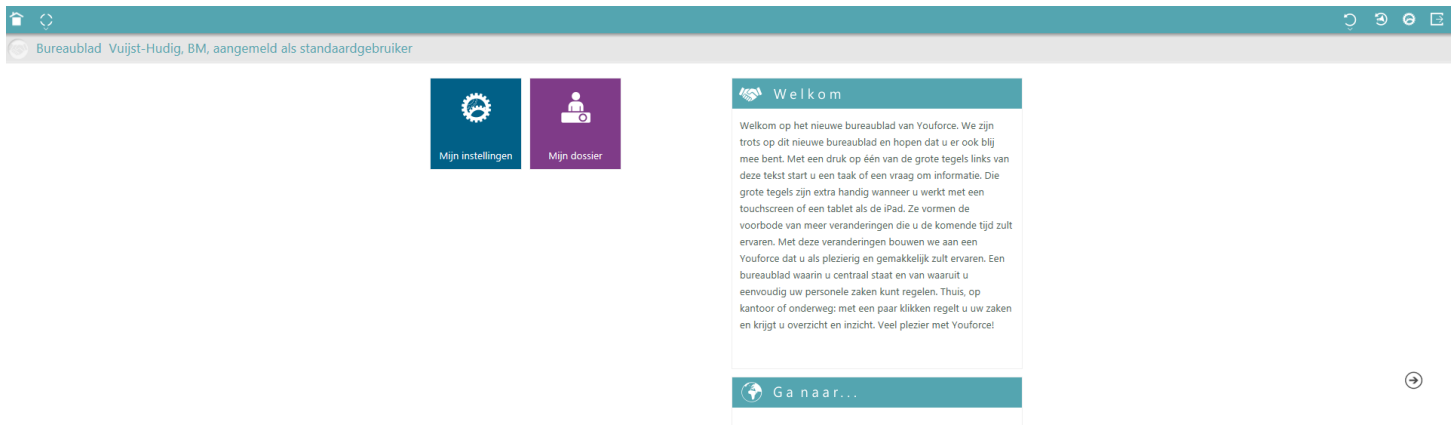 Bureaublad Vuijst-Hudig, BM, aangemeld als standaardgebruiker
Mijn instellingen
Mijn dossier
Welkom
Welkom op het nieuwe bureaublad van Youforce. We zijn
trots op dit nieuwe bureaublad en hopen dat u er ook blij
mee bent. Met een druk op één van de grote tegels links van
deze tekst start u een taak of een vraag om informatie. Die
grote tegels zijn extra handig wanneer u werkt met een
touchscreen of een tablet als de iPad. Ze vormen de
voorbode van meer veranderingen die u de komende tijd zult
ervaren. Met deze veranderingen bouwen we aan een
Youforce dat u als plezierig en gemakkelijk zult ervaren. Een
bureaublad waarin u centraal staat en van waaruit u
eenvoudig uw personele zaken kunt regelen. Thuis, op
kantoor of onderweg: met een paar klikken regelt u uw zaken
en krijgt u overzicht en inzicht. Veel plezier met Youforce!
Ga naar...